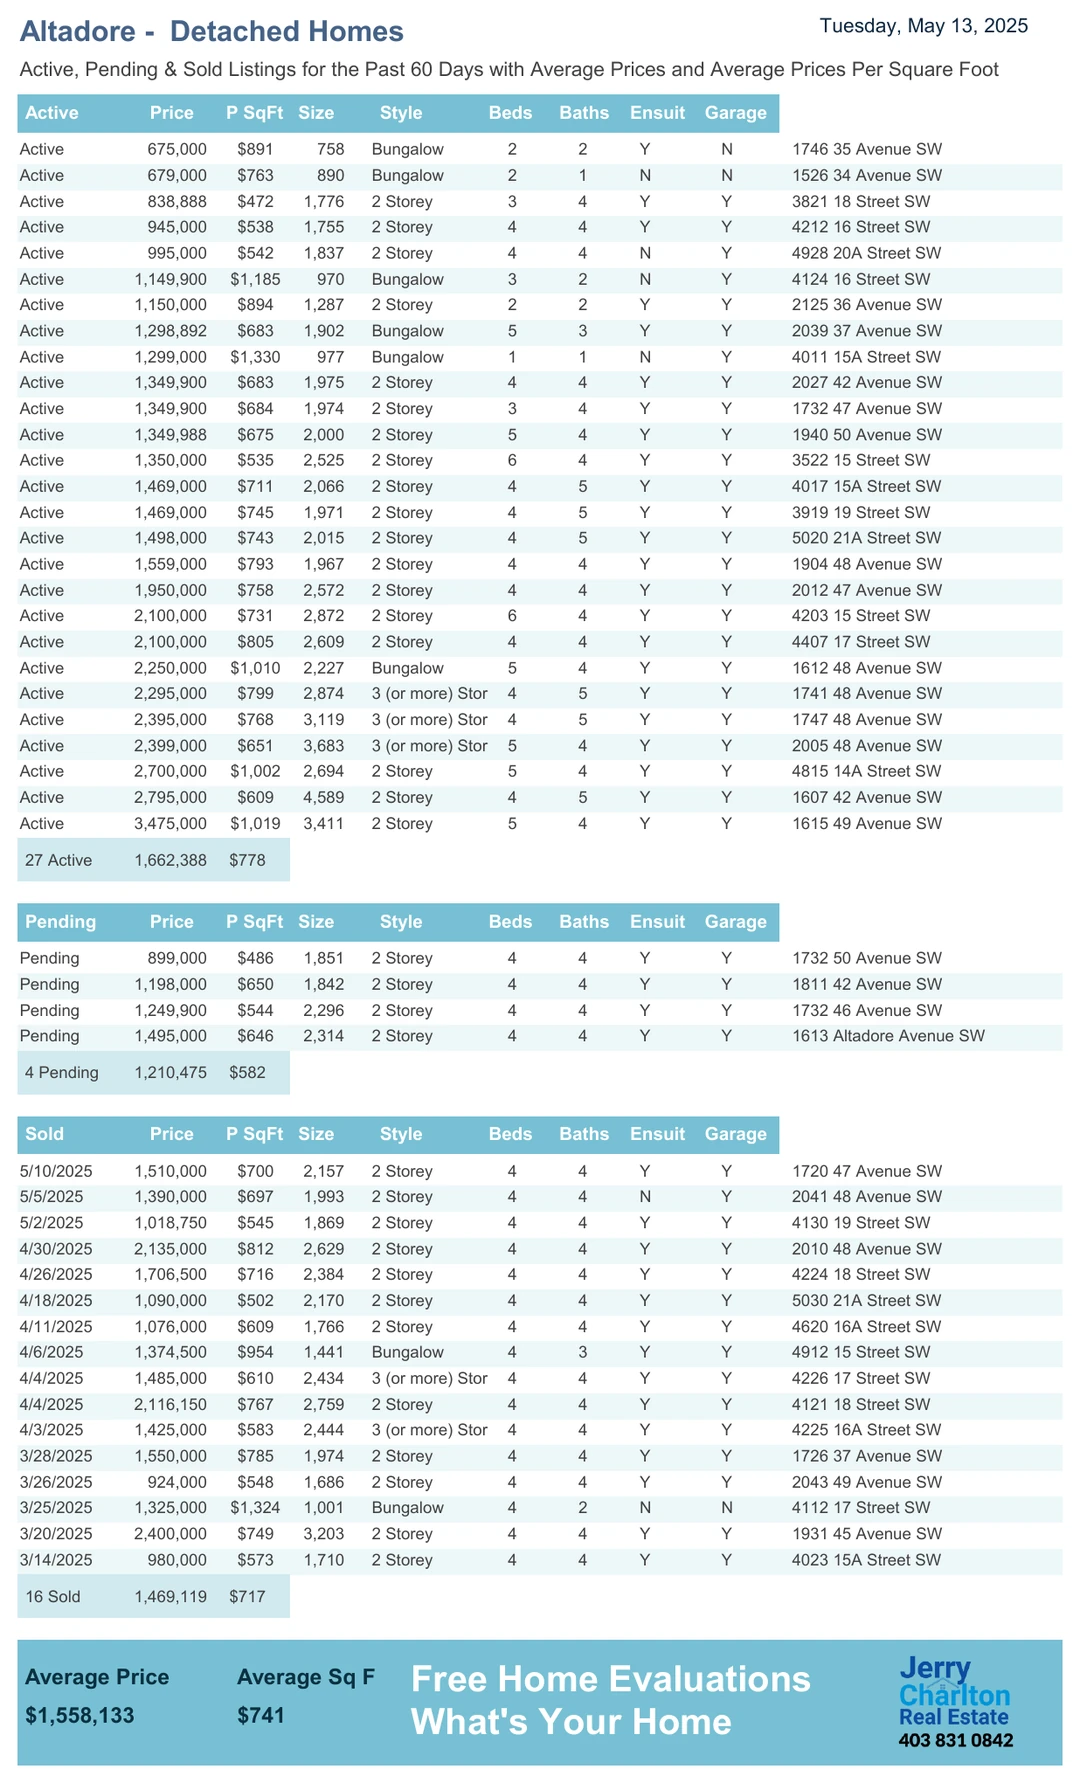 Altadore -  Detached Homes
Tuesday, May 13, 2025
Active, Pending & Sold Listings for the Past 60 Days with Average Prices and Average Prices Per Square Foot
Active Price P SqFt Size Style Beds Baths Ensuit Garage
Active 675,000 $891 758 Bungalow 2 2 Y N 1746 35 Avenue SW
Active 679,000 $763 890 Bungalow 2 1 N N 1526 34 Avenue SW
Active 838,888 $472 1,776 2 Storey 3 4 Y Y 3821 18 Street SW
Active 945,000 $538 1,755 2 Storey 4 4 Y Y 4212 16 Street SW
Active 995,000 $542 1,837 2 Storey 4 4 N Y 4928 20A Street SW
Active 1,149,900 $1,185 970 Bungalow 3 2 N Y 4124 16 Street SW
Active 1,150,000 $894 1,287 2 Storey 2 2 Y Y 2125 36 Avenue SW
Active 1,298,892 $683 1,902 Bungalow 5 3 Y Y 2039 37 Avenue SW
Active 1,299,000 $1,330 977 Bungalow 1 1 N Y 4011 15A Street SW
Active 1,349,900 $683 1,975 2 Storey 4 4 Y Y 2027 42 Avenue SW
Active 1,349,900 $684 1,974 2 Storey 3 4 Y Y 1732 47 Avenue SW
Active 1,349,988 $675 2,000 2 Storey 5 4 Y Y 1940 50 Avenue SW
Active 1,350,000 $535 2,525 2 Storey 6 4 Y Y 3522 15 Street SW
Active 1,469,000 $711 2,066 2 Storey 4 5 Y Y 4017 15A Street SW
Active 1,469,000 $745 1,971 2 Storey 4 5 Y Y 3919 19 Street SW
Active 1,498,000 $743 2,015 2 Storey 4 5 Y Y 5020 21A Street SW
Active 1,559,000 $793 1,967 2 Storey 4 4 Y Y 1904 48 Avenue SW
Active 1,950,000 $758 2,572 2 Storey 4 4 Y Y 2012 47 Avenue SW
Active 2,100,000 $731 2,872 2 Storey 6 4 Y Y 4203 15 Street SW
Active 2,100,000 $805 2,609 2 Storey 4 4 Y Y 4407 17 Street SW
Active 2,250,000 $1,010 2,227 Bungalow 5 4 Y Y 1612 48 Avenue SW
Active 2,295,000 $799 2,874 3 (or more) Stor 4 5 Y Y 1741 48 Avenue SW
Active 2,395,000 $768 3,119 3 (or more) Stor 4 5 Y Y 1747 48 Avenue SW
Active 2,399,000 $651 3,683 3 (or more) Stor 5 4 Y Y 2005 48 Avenue SW
Active 2,700,000 $1,002 2,694 2 Storey 5 4 Y Y 4815 14A Street SW
Active 2,795,000 $609 4,589 2 Storey 4 5 Y Y 1607 42 Avenue SW
Active 3,475,000 $1,019 3,411 2 Storey 5 4 Y Y 1615 49 Avenue SW
27 Active 1,662,388 $778
Pending Price P SqFt Size Style Beds Baths Ensuit Garage
Pending 899,000 $486 1,851 2 Storey 4 4 Y Y 1732 50 Avenue SW
Pending 1,198,000 $650 1,842 2 Storey 4 4 Y Y 1811 42 Avenue SW
Pending 1,249,900 $544 2,296 2 Storey 4 4 Y Y 1732 46 Avenue SW
Pending 1,495,000 $646 2,314 2 Storey 4 4 Y Y 1613 Altadore Avenue SW
4 Pending 1,210,475 $582
Sold Price P SqFt Size Style Beds Baths Ensuit Garage
5/10/2025 1,510,000 $700 2,157 2 Storey 4 4 Y Y 1720 47 Avenue SW
5/5/2025 1,390,000 $697 1,993 2 Storey 4 4 N Y 2041 48 Avenue SW
5/2/2025 1,018,750 $545 1,869 2 Storey 4 4 Y Y 4130 19 Street SW
4/30/2025 2,135,000 $812 2,629 2 Storey 4 4 Y Y 2010 48 Avenue SW
4/26/2025 1,706,500 $716 2,384 2 Storey 4 4 Y Y 4224 18 Street SW
4/18/2025 1,090,000 $502 2,170 2 Storey 4 4 Y Y 5030 21A Street SW
4/11/2025 1,076,000 $609 1,766 2 Storey 4 4 Y Y 4620 16A Street SW
4/6/2025 1,374,500 $954 1,441 Bungalow 4 3 Y Y 4912 15 Street SW
4/4/2025 1,485,000 $610 2,434 3 (or more) Stor 4 4 Y Y 4226 17 Street SW
4/4/2025 2,116,150 $767 2,759 2 Storey 4 4 Y Y 4121 18 Street SW
4/3/2025 1,425,000 $583 2,444 3 (or more) Stor 4 4 Y Y 4225 16A Street SW
3/28/2025 1,550,000 $785 1,974 2 Storey 4 4 Y Y 1726 37 Avenue SW
3/26/2025 924,000 $548 1,686 2 Storey 4 4 Y Y 2043 49 Avenue SW
3/25/2025 1,325,000 $1,324 1,001 Bungalow 4 2 N N 4112 17 Street SW
3/20/2025 2,400,000 $749 3,203 2 Storey 4 4 Y Y 1931 45 Avenue SW
3/14/2025 980,000 $573 1,710 2 Storey 4 4 Y Y 4023 15A Street SW
16 Sold 1,469,119 $717
Average Price Average Sq F
$1,558,133 $741
Free Home Evaluations
What's Your Home
Jerry
Charlton
Real Estate
403 831 0842